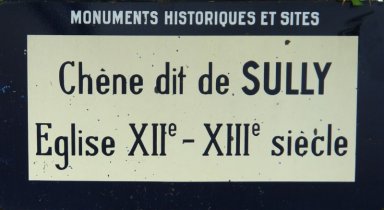 MONUMENTS HISTORIQUES ET SITES
Chêne dit de SULLY
Eglise XIIe - XIIIe siècle